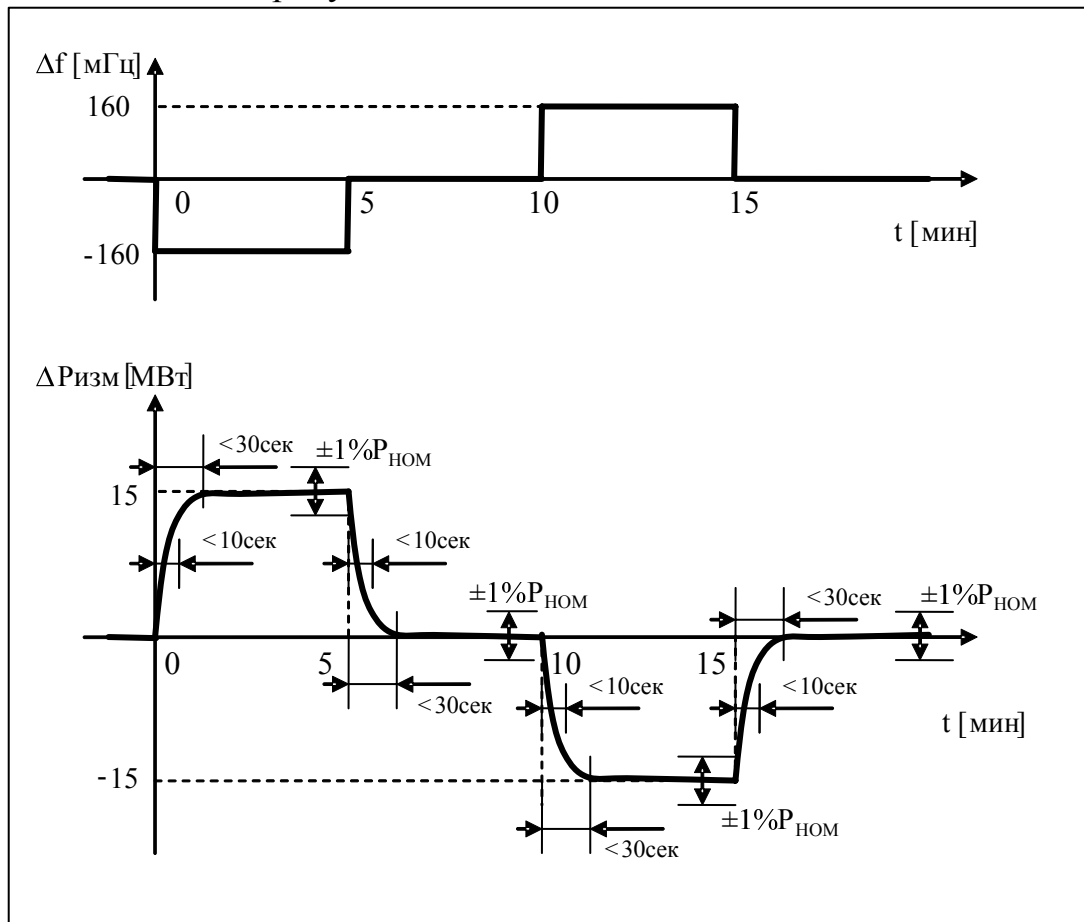 Δf [мГц]
160
0
5
10
15
-160
t [мин]
ΔРизм [МВт]
<30сек
±1%PНОМ
15
<10сек
<10сек
±1%PНОМ
<30сек
±1%PНОМ
0
5
10
15
<30сек
<10сек
<10сек
t [мин]
-15
±1%PНОМ
<30сек